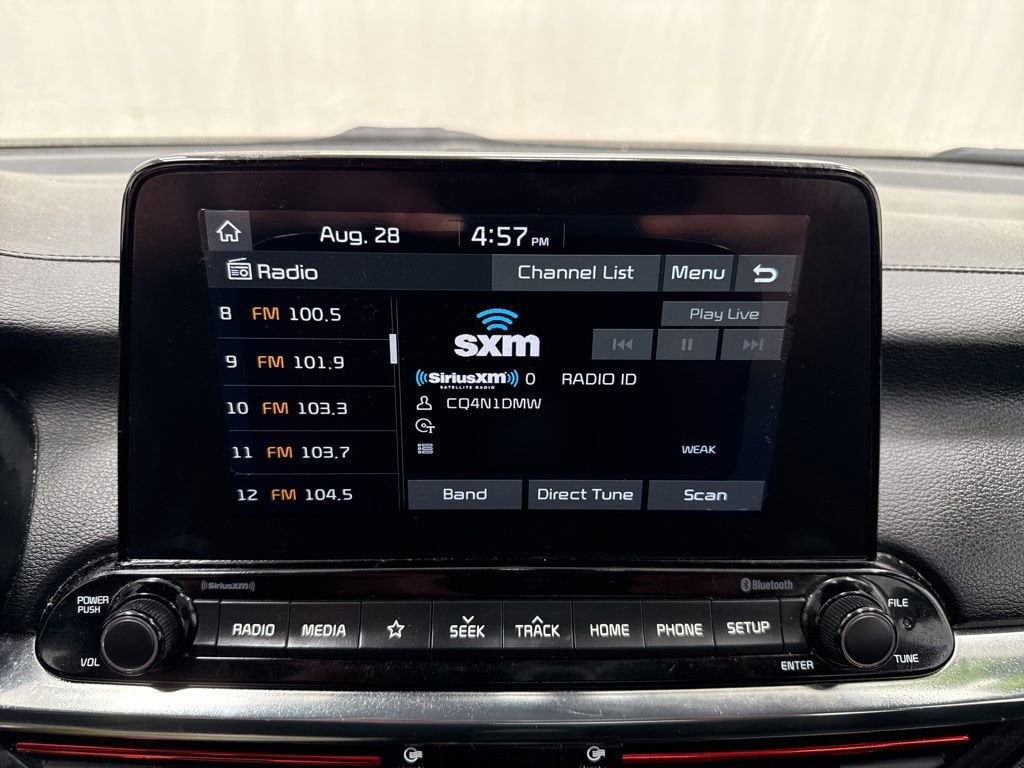 Aug. 28 4:57 PM
Radio Channel List Menu
8 FM 100.5
9 FM 101.9
10 FM 103.3
11 FM 103.7
12 FM 104.5
Play Live
sxm
SiriusXM 0 RADIO ID
SATELLITE RADIO
CQ4N1DMW
WEAK
Band Direct Tune Scan
SiriusXM Bluetooth
POWER PUSH
VOL
RADIO MEDIA SEEK TRACK HOME PHONE SETUP
FILE
ENTER TUNE